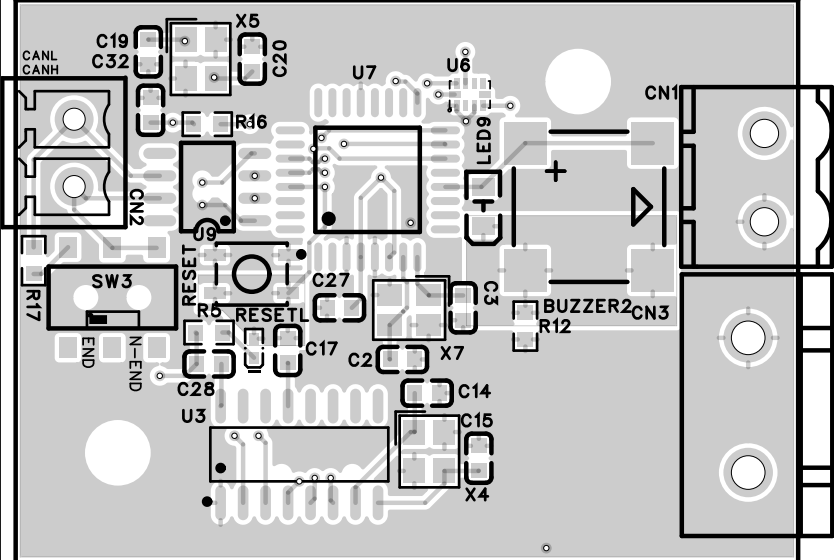 X5
C19
C32
C20
CANL
CANH
U7
U6
CN1
R16
LED9
+
CN2
U9
RESET
SW3
R17
C27
C3
R5
RESETL
BUZZER2
CN3
R12
X7
C17
C2
END
N-END
C28
C14
U3
C15
X4